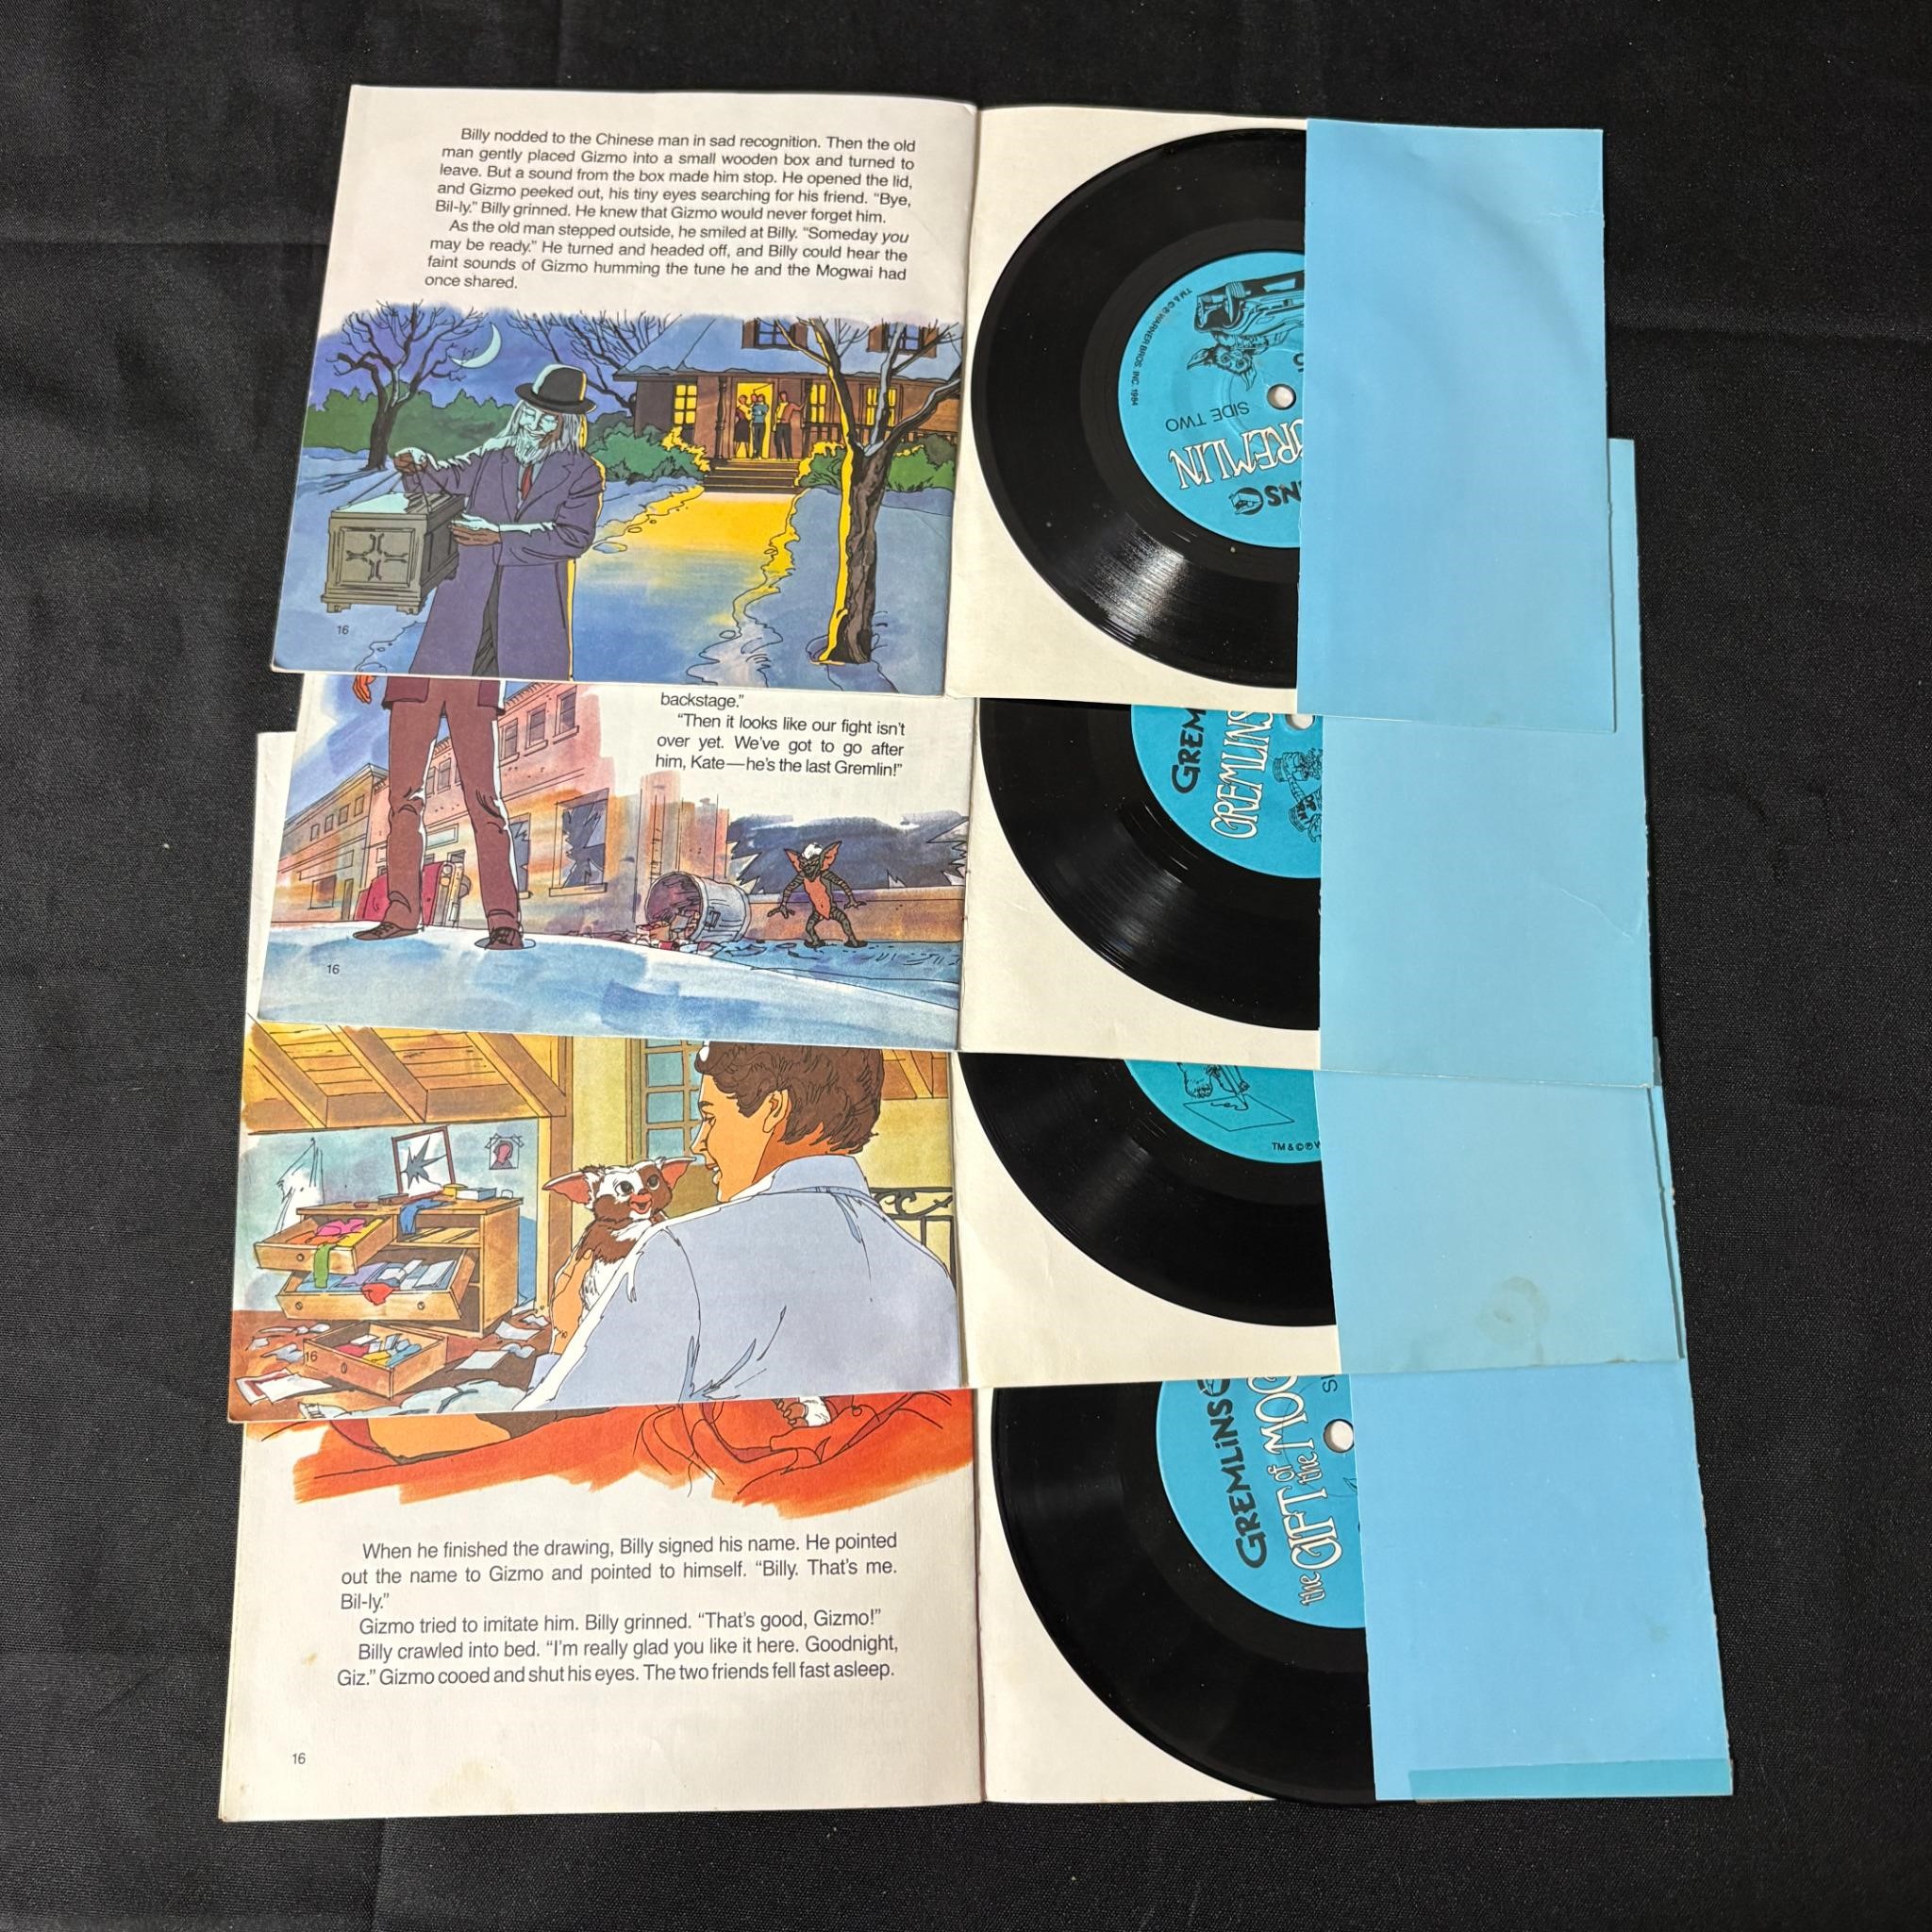 Billy nodded to the Chinese man in sad recognition. Then the old
man gently placed Gizmo into a small wooden box and turned to
leave. But a sound from the box made him stop. He opened the lid,
and Gizmo peeked out, his tiny eyes searching for his friend. “Bye,
Bil-ly.” Billy grinned. He knew that Gizmo would never forget him.
As the old man stepped outside, he smiled at Billy. “Someday you
may be ready.” He turned and headed off, and Billy could hear the
faint sounds of Gizmo humming the tune he and the Mogwai had
once shared.
16
TM & © ℗ WARNER BROS. INC. 1984
SIDE TWO
GREMLIN
backstage.”
“Then it looks like our fight isn’t
over yet. We’ve got to go after
him, Kate—he’s the last Gremlin!”
16
GREM
GREMLINS
16
TM & © ℗ W
When he finished the drawing, Billy signed his name. He pointed
out the name to Gizmo and pointed to himself. “Billy. That’s me.
Bil-ly.”
Gizmo tried to imitate him. Billy grinned. “That’s good, Gizmo!”
Billy crawled into bed. “I’m really glad you like it here. Goodnight,
Giz.” Gizmo cooed and shut his eyes. The two friends fell fast asleep.
16
GREMLiNS
the GIFT of the MOG